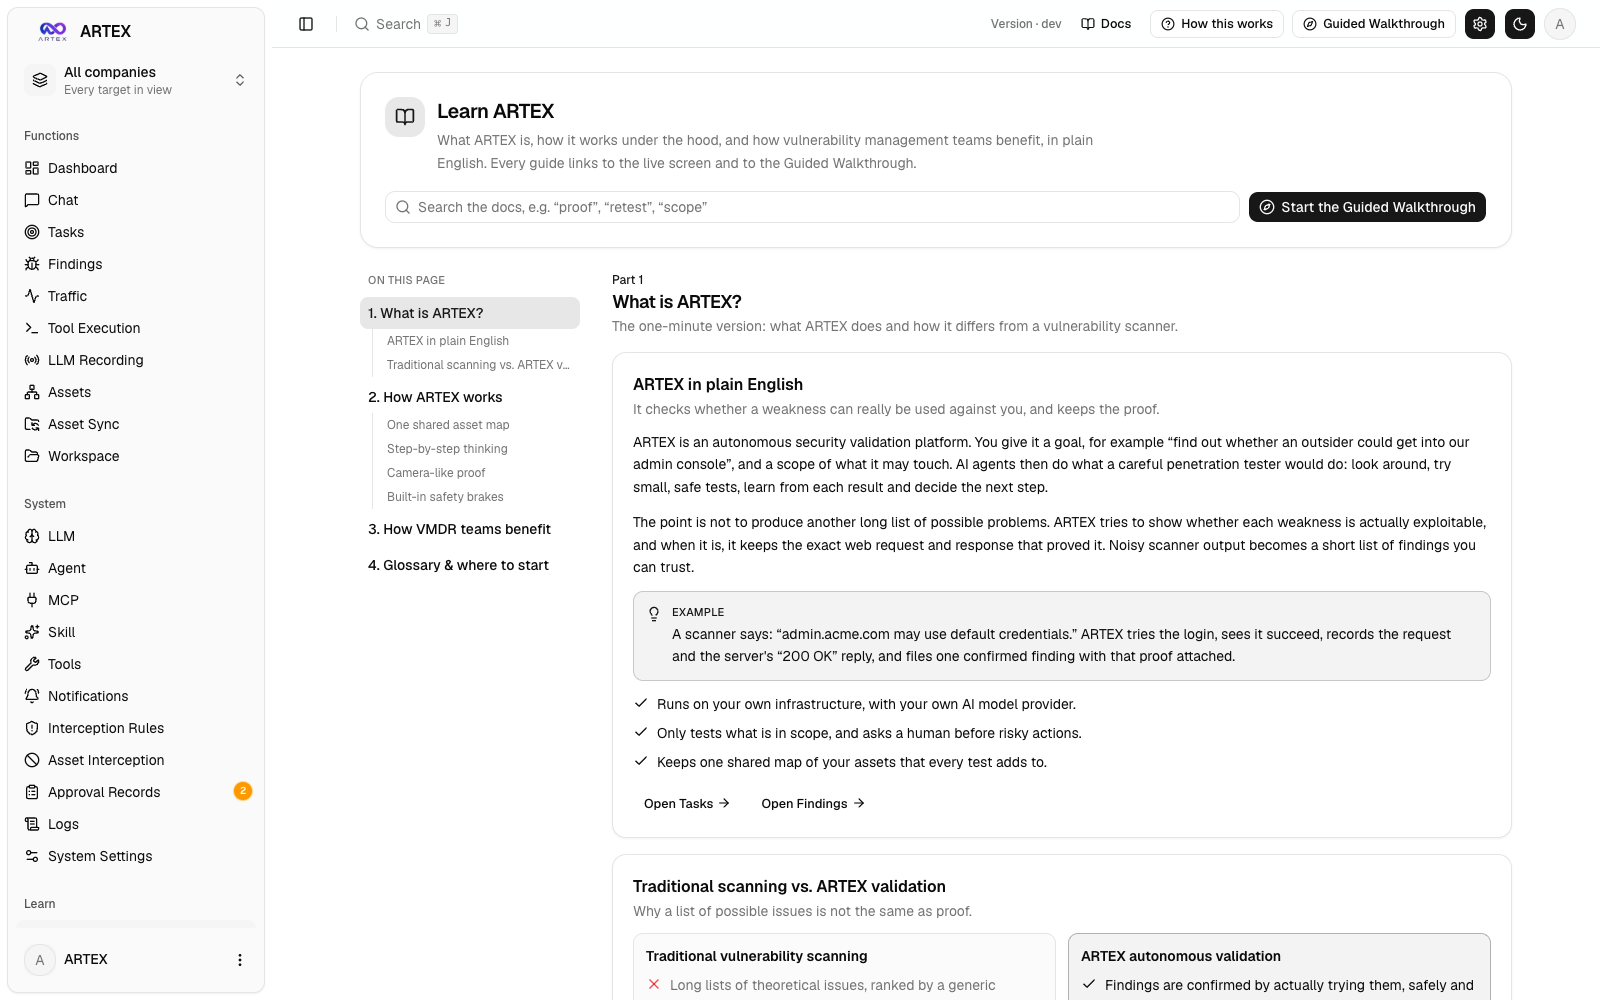 ARTEX
ARTEX
All companies
Every target in view
Functions
Dashboard
Chat
Tasks
Findings
Traffic
Tool Execution
LLM Recording
Assets
Asset Sync
Workspace
System
LLM
Agent
MCP
Skill
Tools
Notifications
Interception Rules
Asset Interception
Approval Records
2
Logs
System Settings
Learn
A
ARTEX
Search
⌘ J
Version · dev
Docs
How this works
Guided Walkthrough
A
Learn ARTEX
What ARTEX is, how it works under the hood, and how vulnerability management teams benefit, in plain
English. Every guide links to the live screen and to the Guided Walkthrough.
Search the docs, e.g. “proof”, “retest”, “scope”
Start the Guided Walkthrough
ON THIS PAGE
1. What is ARTEX?
ARTEX in plain English
Traditional scanning vs. ARTEX v...
2. How ARTEX works
One shared asset map
Step-by-step thinking
Camera-like proof
Built-in safety brakes
3. How VMDR teams benefit
4. Glossary & where to start
Part 1
What is ARTEX?
The one-minute version: what ARTEX does and how it differs from a vulnerability scanner.
ARTEX in plain English
It checks whether a weakness can really be used against you, and keeps the proof.
ARTEX is an autonomous security validation platform. You give it a goal, for example “find out whether an outsider could get into our
admin console”, and a scope of what it may touch. AI agents then do what a careful penetration tester would do: look around, try
small, safe tests, learn from each result and decide the next step.
The point is not to produce another long list of possible problems. ARTEX tries to show whether each weakness is actually exploitable,
and when it is, it keeps the exact web request and response that proved it. Noisy scanner output becomes a short list of findings you
can trust.
EXAMPLE
A scanner says: “admin.acme.com may use default credentials.” ARTEX tries the login, sees it succeed, records the request
and the server's “200 OK” reply, and files one confirmed finding with that proof attached.
Runs on your own infrastructure, with your own AI model provider.
Only tests what is in scope, and asks a human before risky actions.
Keeps one shared map of your assets that every test adds to.
Open Tasks →
Open Findings →
Traditional scanning vs. ARTEX validation
Why a list of possible issues is not the same as proof.
Traditional vulnerability scanning
Long lists of theoretical issues, ranked by a generic
ARTEX autonomous validation
Findings are confirmed by actually trying them, safely and